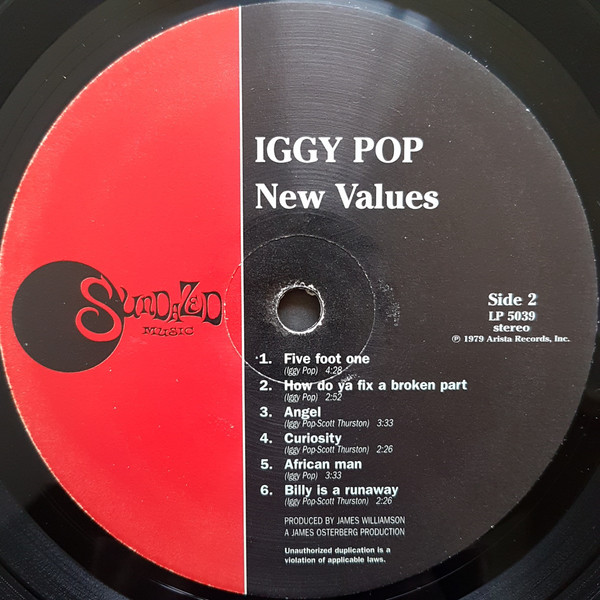 IGGY POP
New Values
SUNDAZED
MUSIC
Side 2
LP 5039
stereo
℗ 1979 Arista Records, Inc.
1. Five foot one
(Iggy Pop) 4:28
2. How do ya fix a broken part
(Iggy Pop) 2:52
3. Angel
(Iggy Pop-Scott Thurston) 3:33
4. Curiosity
(Iggy Pop-Scott Thurston) 2:26
5. African man
(Iggy Pop) 3:33
6. Billy is a runaway
(Iggy Pop-Scott Thurston) 2:26
PRODUCED BY JAMES WILLIAMSON
A JAMES OSTERBERG PRODUCTION
Unauthorized duplication is a
violation of applicable laws.